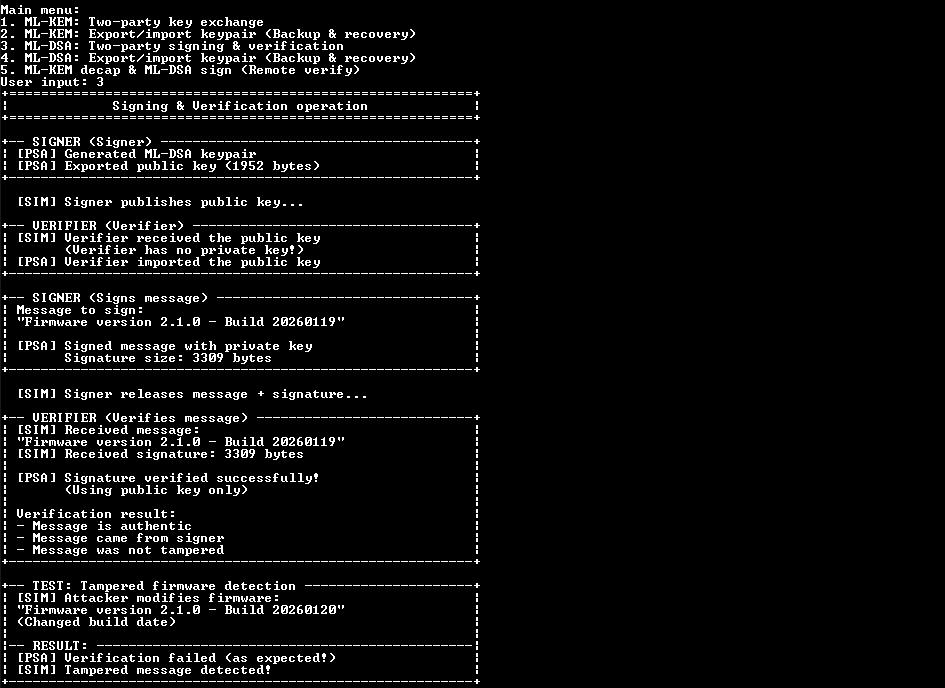 Main menu:
1. ML-KEM: Two-party key exchange
2. ML-KEM: Export/import keypair (Backup & recovery)
3. ML-DSA: Two-party signing & verification
4. ML-DSA: Export/import keypair (Backup & recovery)
5. ML-KEM decap & ML-DSA sign (Remote verify)
User input: 3
Signing & Verification operation
SIGNER (Signer)
[PSA] Generated ML-DSA keypair
[PSA] Exported public key (1952 bytes)
[SIM] Signer publishes public key...
VERIFIER (Verifier)
[SIM] Verifier received the public key
(Verifier has no private key!)
[PSA] Verifier imported the public key
SIGNER (Signs message)
Message to sign:
"Firmware version 2.1.0 - Build 20260119"
[PSA] Signed message with private key
Signature size: 3309 bytes
[SIM] Signer releases message + signature...
VERIFIER (Verifies message)
[SIM] Received message:
"Firmware version 2.1.0 - Build 20260119"
[SIM] Received signature: 3309 bytes
[PSA] Signature verified successfully!
(Using public key only)
Verification result:
- Message is authentic
- Message came from signer
- Message was not tampered
TEST: Tampered firmware detection
[SIM] Attacker modifies firmware:
"Firmware version 2.1.0 - Build 20260120"
(Changed build date)
RESULT:
[PSA] Verification failed (as expected!)
[SIM] Tampered message detected!